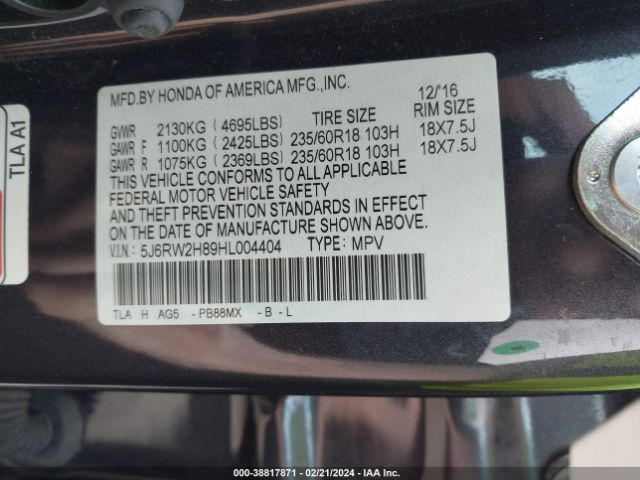 MFD.BY HONDA OF AMERICA MFG.,INC.
12/'16
TIRE SIZE RIM SIZE
GVWR 2130KG (4695LBS)
GAWR F 1100KG (2425LBS) 235/60R18 103H 18X7.5J
GAWR R 1075KG (2369LBS) 235/60R18 103H 18X7.5J
THIS VEHICLE CONFORMS TO ALL APPLICABLE
FEDERAL MOTOR VEHICLE SAFETY
AND THEFT PREVENTION STANDARDS IN EFFECT
ON THE DATE OF MANUFACTURE SHOWN ABOVE.
V.I.N: 5J6RW2H89HL004404 TYPE: MPV
TLA H AG5 -PB88MX -B-L
TLA A1
000-38817871 - 02/21/2024 - IAA Inc.